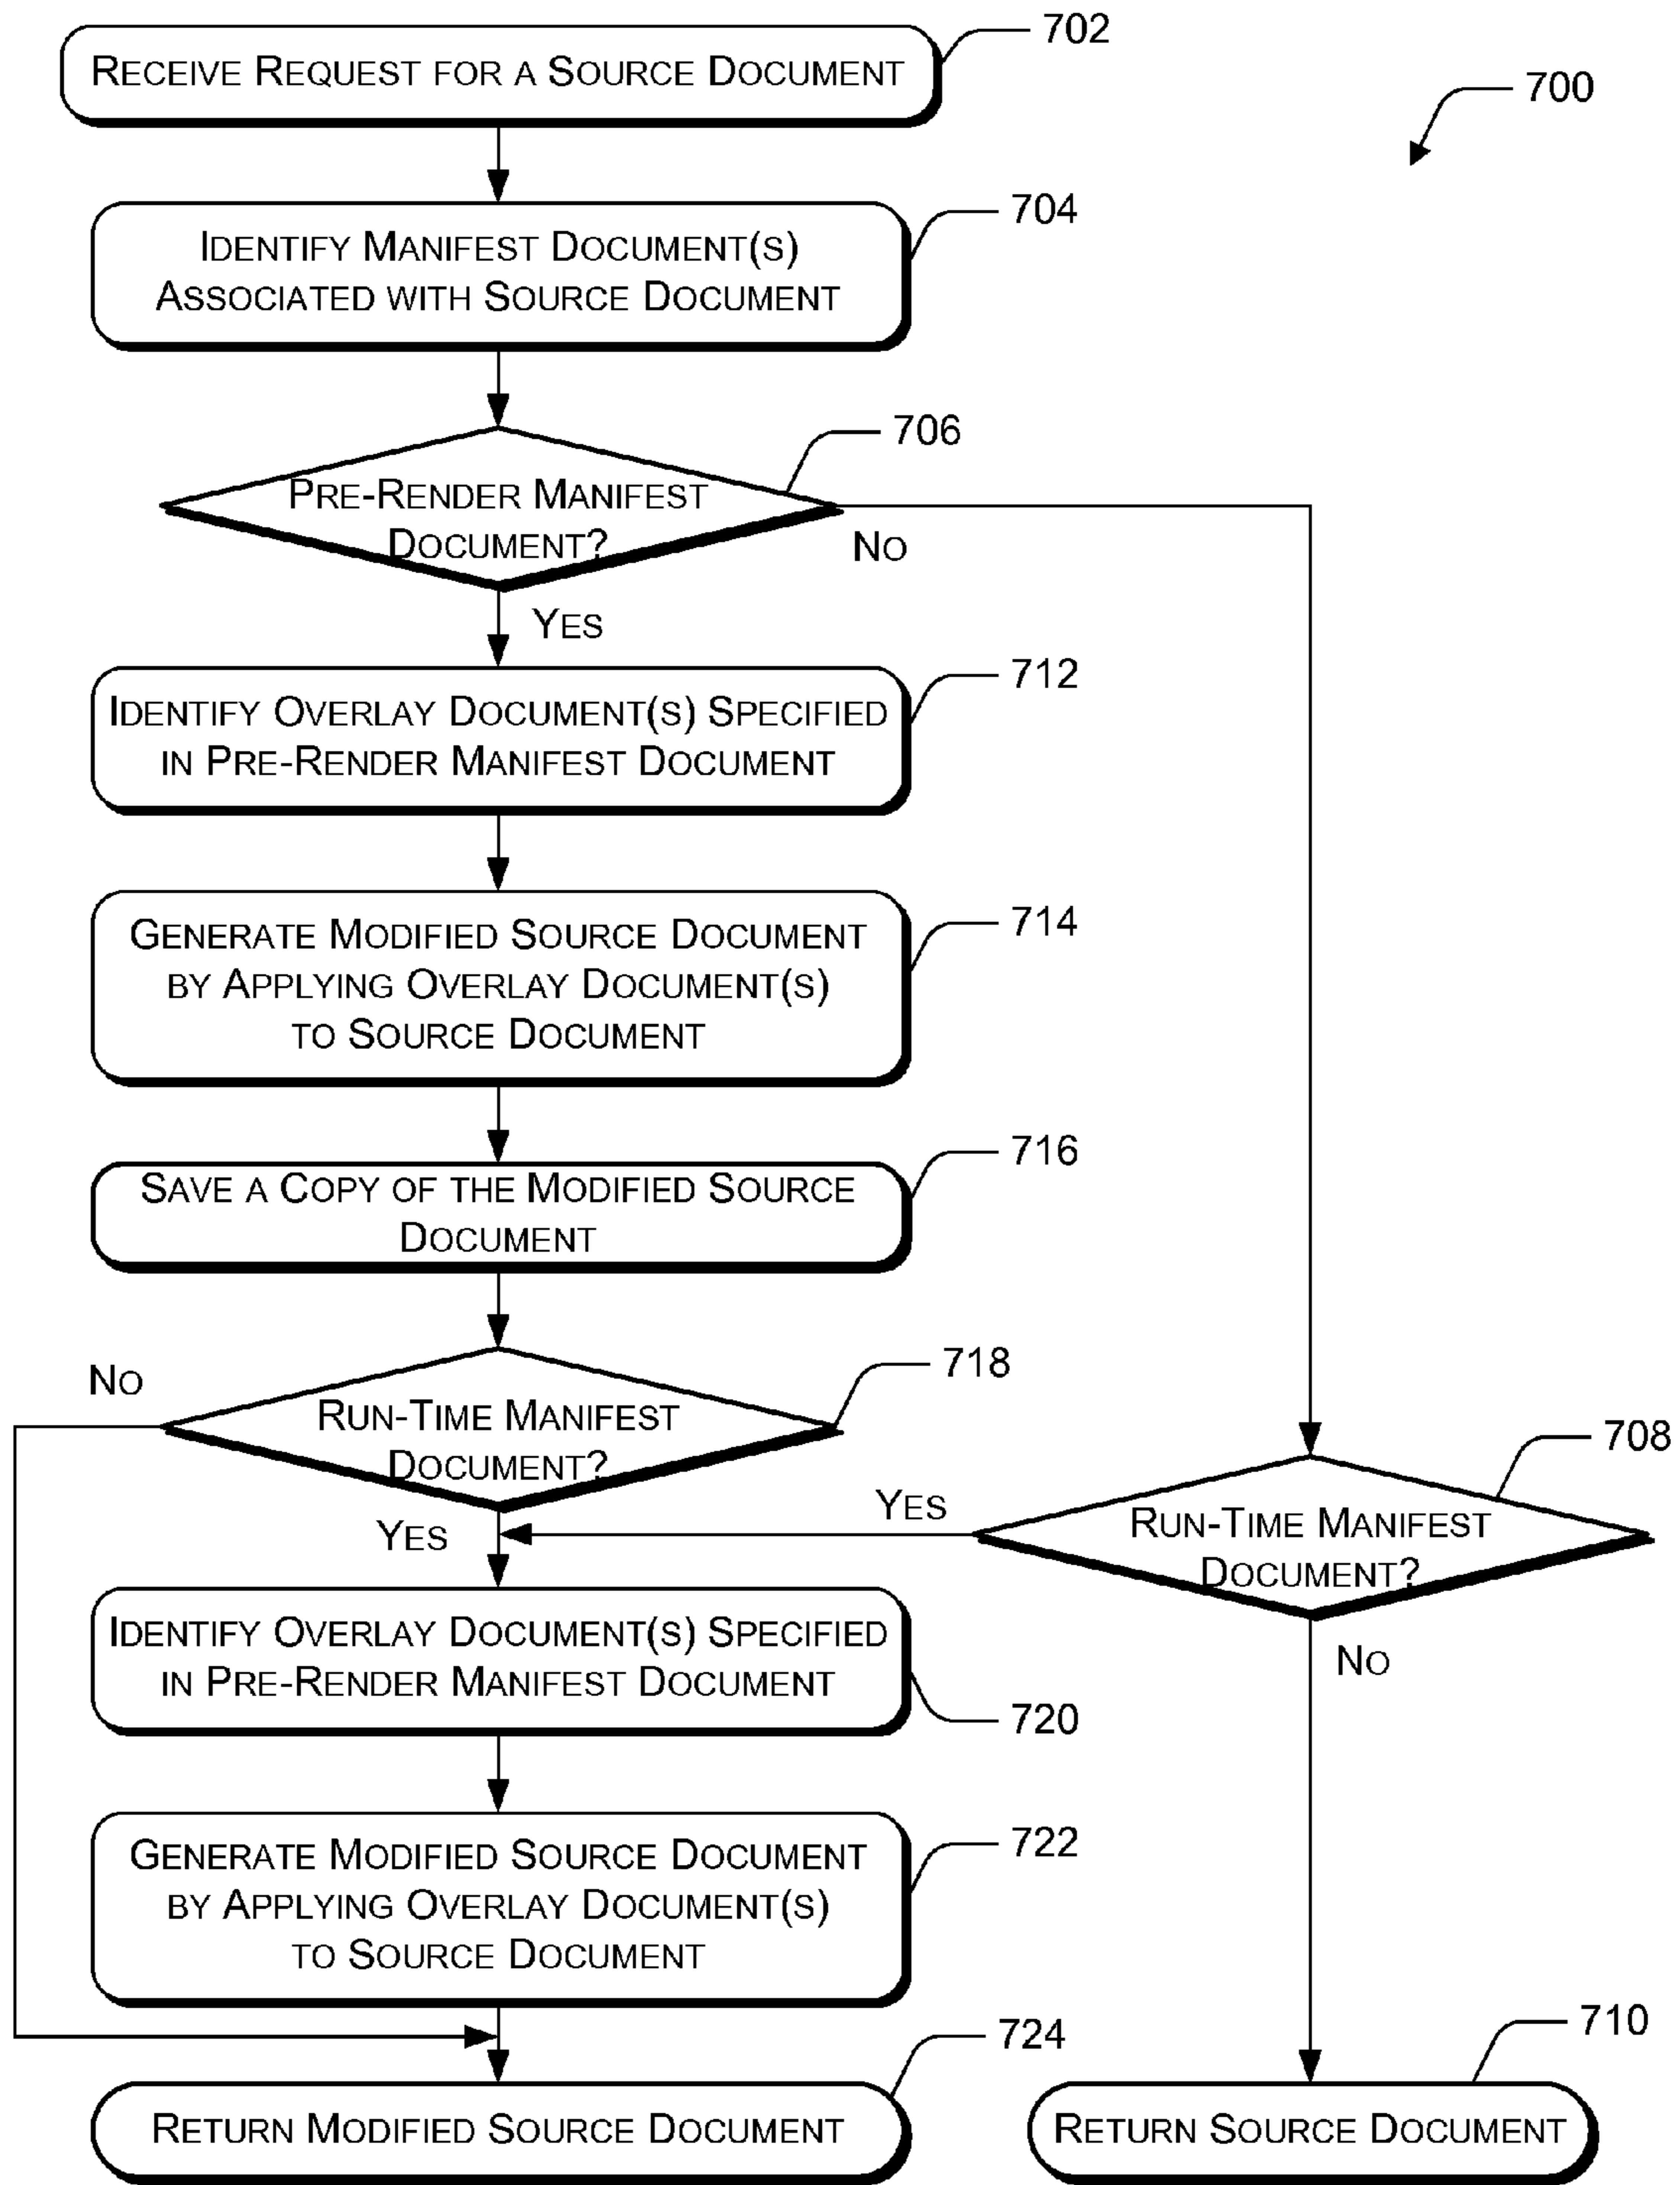 Receive Request for a Source Document
702
700
Identify Manifest Document(s)
Associated with Source Document
704
Pre-Render Manifest
Document?
706
No
Yes
Identify Overlay Document(s) Specified
in Pre-Render Manifest Document
712
Generate Modified Source Document
by Applying Overlay Document(s)
to Source Document
714
Save a Copy of the Modified Source
Document
716
No
Run-Time Manifest
Document?
718
Yes
Run-Time Manifest
Document?
708
Yes
No
Identify Overlay Document(s) Specified
in Pre-Render Manifest Document
720
Generate Modified Source Document
by Applying Overlay Document(s)
to Source Document
722
Return Modified Source Document
724
Return Source Document
710